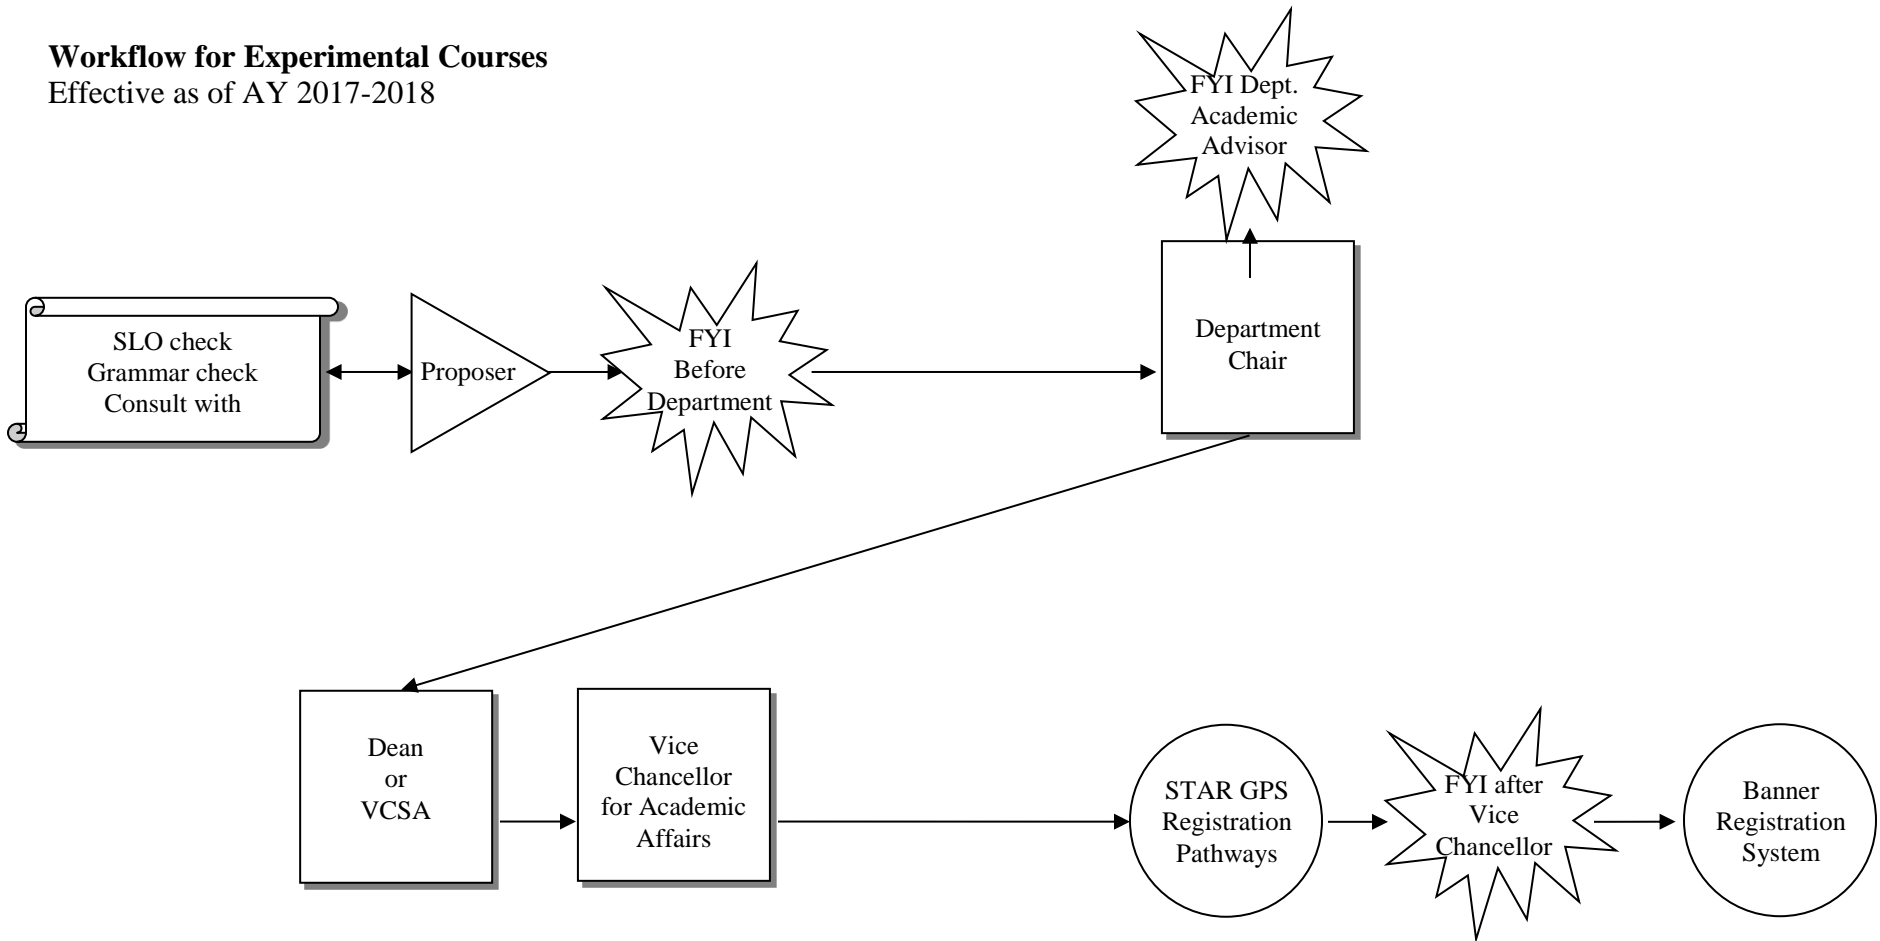 Workflow for Experimental Courses
Effective as of AY 2017-2018
FYI Dept.
Academic
Advisor
SLO check
Grammar check
Consult with
Proposer
FYI
Before
Department
Department
Chair
Dean
or
VCSA
Vice
Chancellor
for Academic
Affairs
STAR GPS
Registration
Pathways
FYI after
Vice
Chancellor
Banner
Registration
System